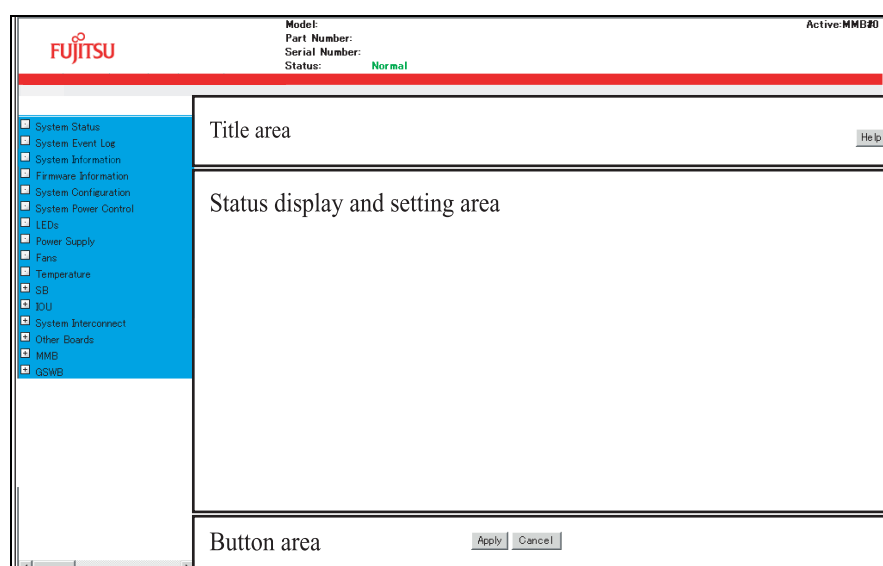 FUJITSU
Model:
Part Number:
Serial Number:
Status: Normal
Active:MMB#0
System Status
System Event Log
System Information
Firmware Information
System Configuration
System Power Control
LEDs
Power Supply
Fans
Temperature
SB
IOU
System Interconnect
Other Boards
MMB
GSWB
Title area
Help
Status display and setting area
Button area
Apply Cancel